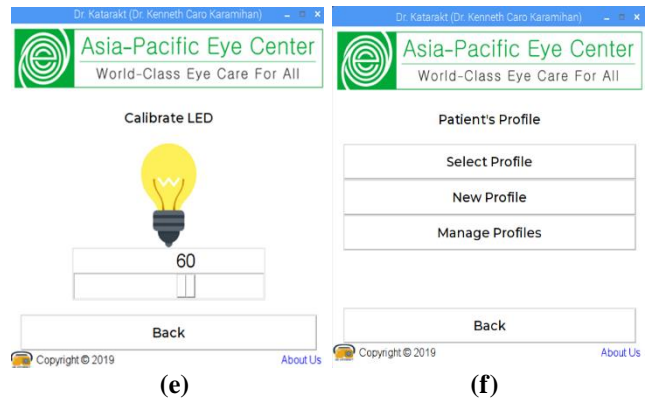 Dr. Katarakt (Dr. Kenneth Caro Karamihan)
Asia-Pacific Eye Center
World-Class Eye Care For All
Calibrate LED
60
Back
Copyright © 2019
About Us
(e)
Dr. Katarakt (Dr. Kenneth Caro Karamihan)
Asia-Pacific Eye Center
World-Class Eye Care For All
Patient's Profile
Select Profile
New Profile
Manage Profiles
Back
Copyright © 2019
About Us
(f)